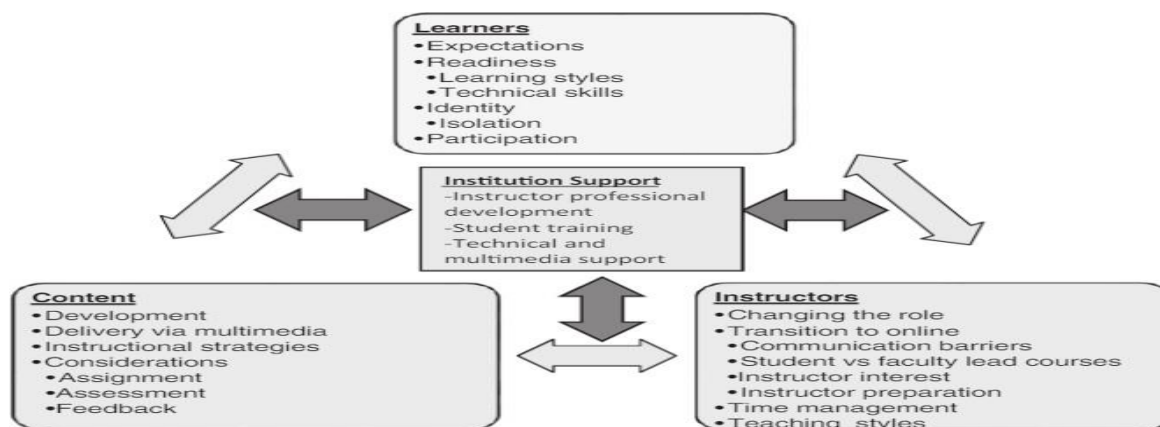 Learners
•Expectations
•Readiness
•Learning styles
•Technical skills
•Identity
•Isolation
•Participation
Institution Support
-Instructor professional
development
-Student training
-Technical and
multimedia support
Content
•Development
•Delivery via multimedia
•Instructional strategies
•Considerations
•Assignment
•Assessment
•Feedback
Instructors
•Changing the role
•Transition to online
•Communication barriers
•Student vs faculty lead courses
•Instructor interest
•Instructor preparation
•Time management
•Teaching styles